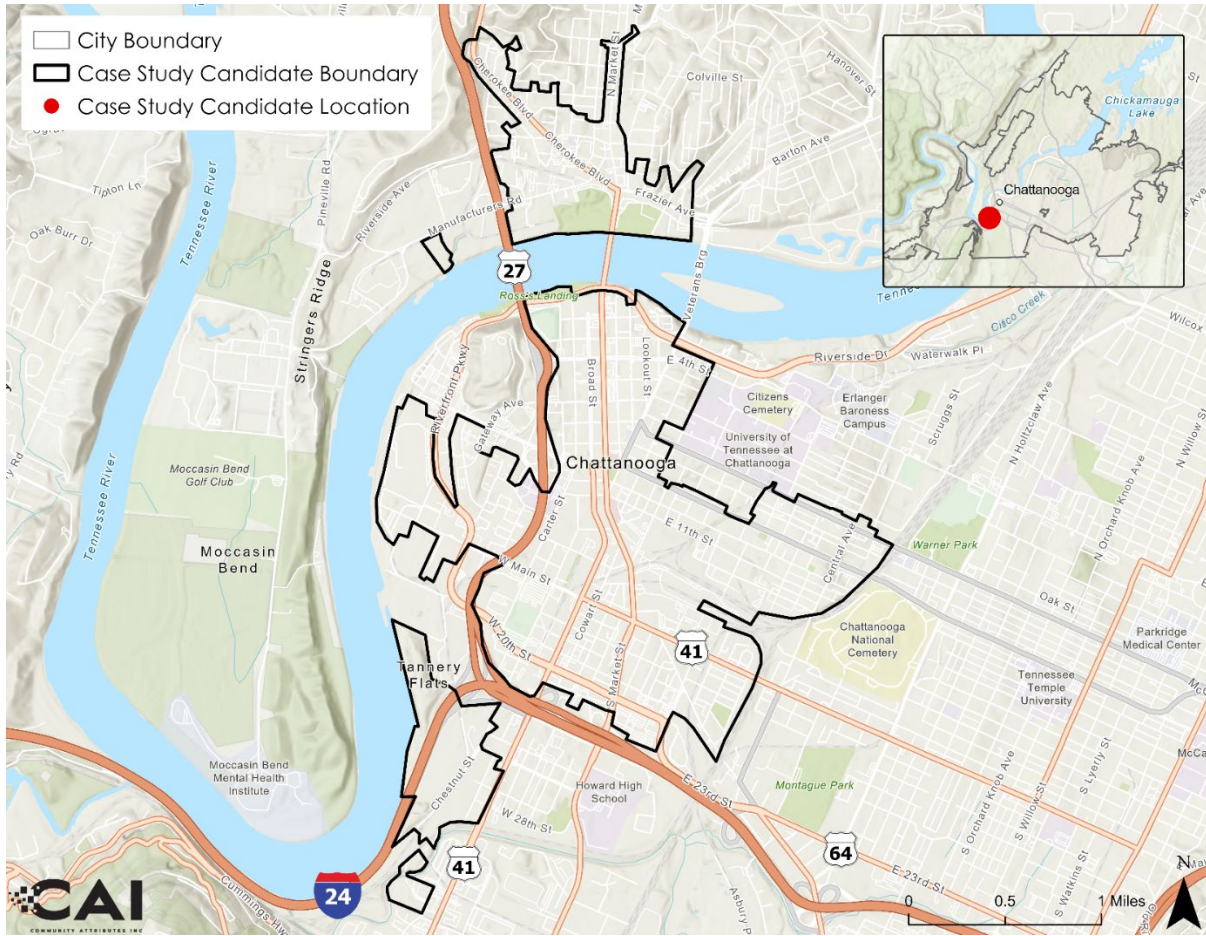 City Boundary
Case Study Candidate Boundary
Case Study Candidate Location
N Market St
Colville St
Hanover St
Cherokee Blvd
Cherokee Blvd
Barton Ave
Frazier Ave
Manufacturers Rd
Riverside Ave
Pineville Rd
Tipton Ln
Oak Burr Dr
Tennessee River
Tennessee River
Stringers Ridge
27
Ross's Landing
Veterans Brg
Chickamauga
Lake
Chattanooga
Cisco Creek
Wilcox
Riverside Dr
Waterwalk Pl
E 4th St
Lookout St
Broad St
Riverfront Pkwy
Gateway Ave
Citizens
Cemetery
Erlanger
Baroness
Campus
University of
Tennessee at
Chattanooga
Scruggs St
N Holtzclaw Ave
N Willow St
N Orchard Knob Ave
Chattanooga
Moccasin Bend
Golf Club
Moccasin
Bend
Carter St
E 11th St
Central Ave
Warner Park
Oak St
W Main St
Cowart St
S Market St
W 20th St
41
Chattanooga
National
Cemetery
Parkridge
Medical Center
Tennessee
Temple
University
Tannery
Flats
Moccasin Bend
Mental Health
Institute
Chestnut St
Howard High
School
E 23rd St
Montague Park
S Orchard Knob Ave
S Willow St
S Lyerly St
W 28th St
41
64
E 23rd St
S Watkins St
24
Cummings Hwy
Asbury P
N
0 0.5 1 Miles
CAI
COMMUNITY ATTRIBUTES INC